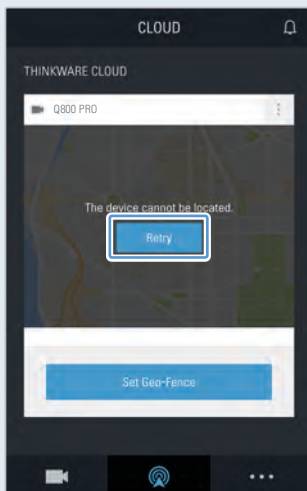 CLOUD
THINKWARE CLOUD
Q800 PRO
The device cannot be located.
Retry
Set Geo-Fence